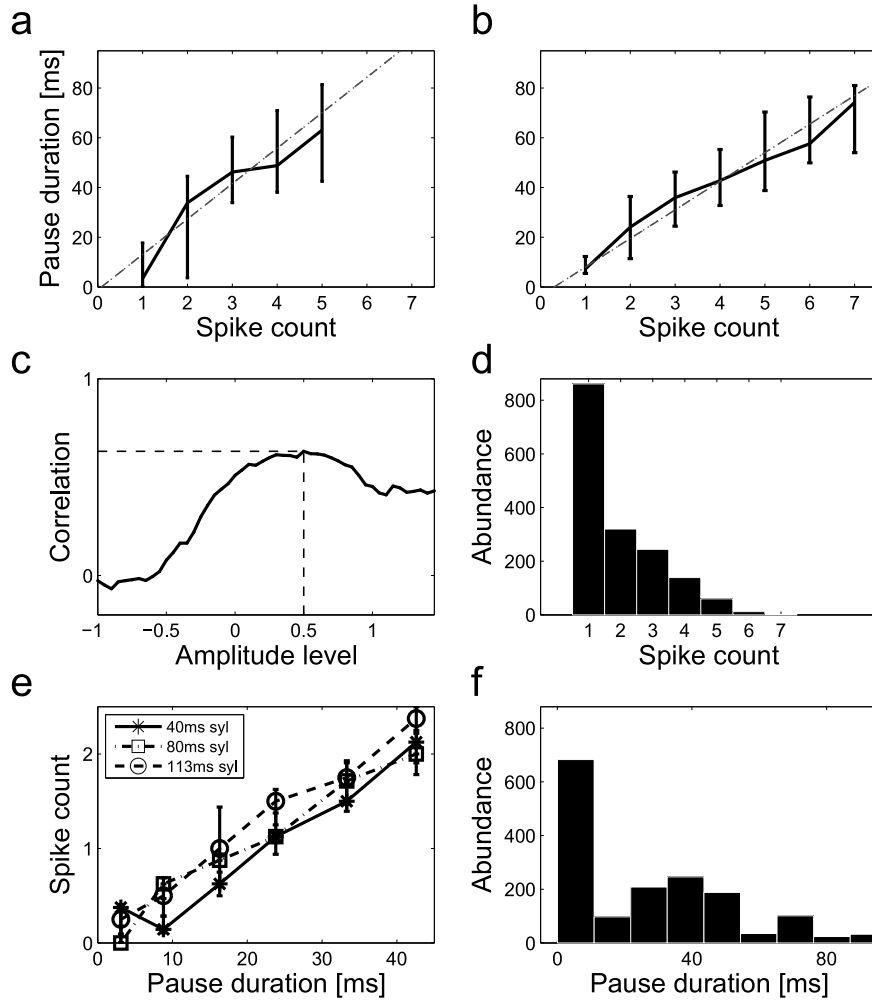 a
Pause duration [ms]
80
60
40
20
0
0 1 2 3 4 5 6 7
Spike count
b
80
60
40
20
0
0 1 2 3 4 5 6 7
Spike count
c
Correlation
1
0
−1 −0.5 0 0.5 1
Amplitude level
d
Abundance
800
600
400
200
0
1 2 3 4 5 6 7
Spike count
e
Spike count
2
1
0
40ms syl
80ms syl
113ms syl
0 10 20 30 40
Pause duration [ms]
f
Abundance
800
600
400
200
0
0 40 80
Pause duration [ms]